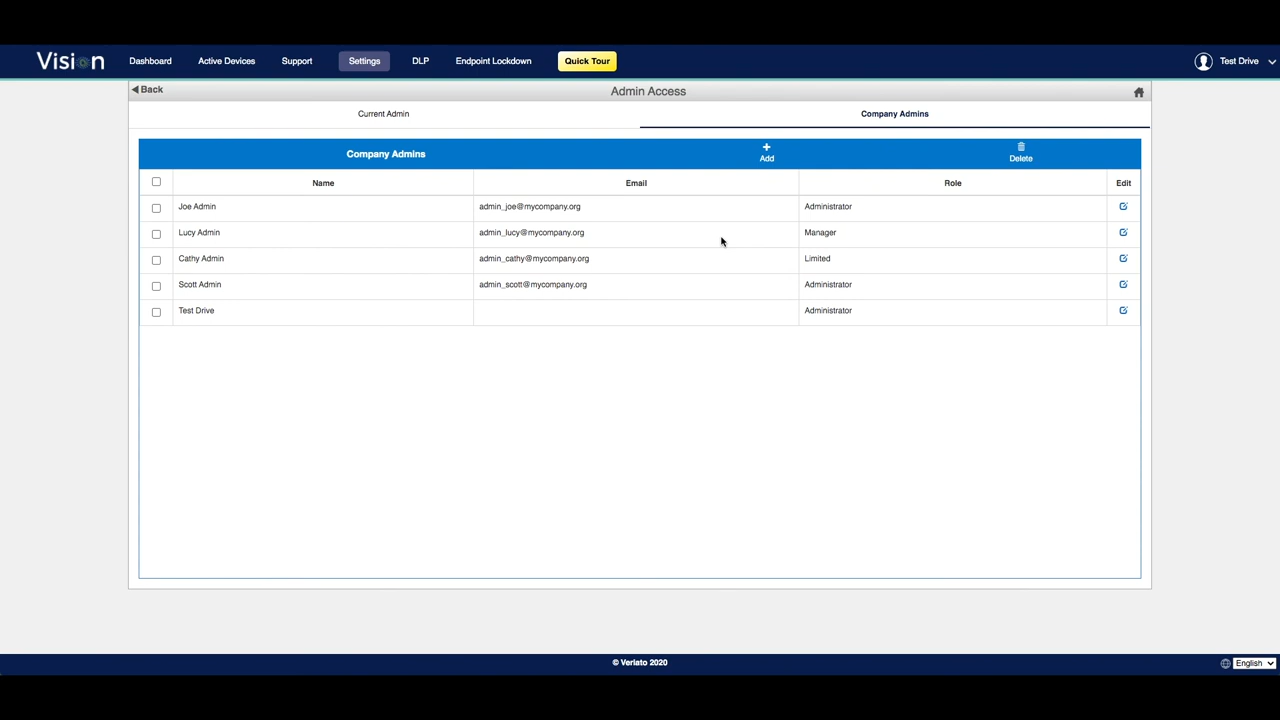 Vision Dashboard Active Devices Support Settings DLP Endpoint Lockdown Quick Tour Test Drive
Back Admin Access
Current Admin Company Admins
Company Admins Add Delete
Name Email Role Edit
Joe Admin admin_joe@mycompany.org Administrator
Lucy Admin admin_lucy@mycompany.org Manager
Cathy Admin admin_cathy@mycompany.org Limited
Scott Admin admin_scott@mycompany.org Administrator
Test Drive Administrator
© Veriato 2020 English